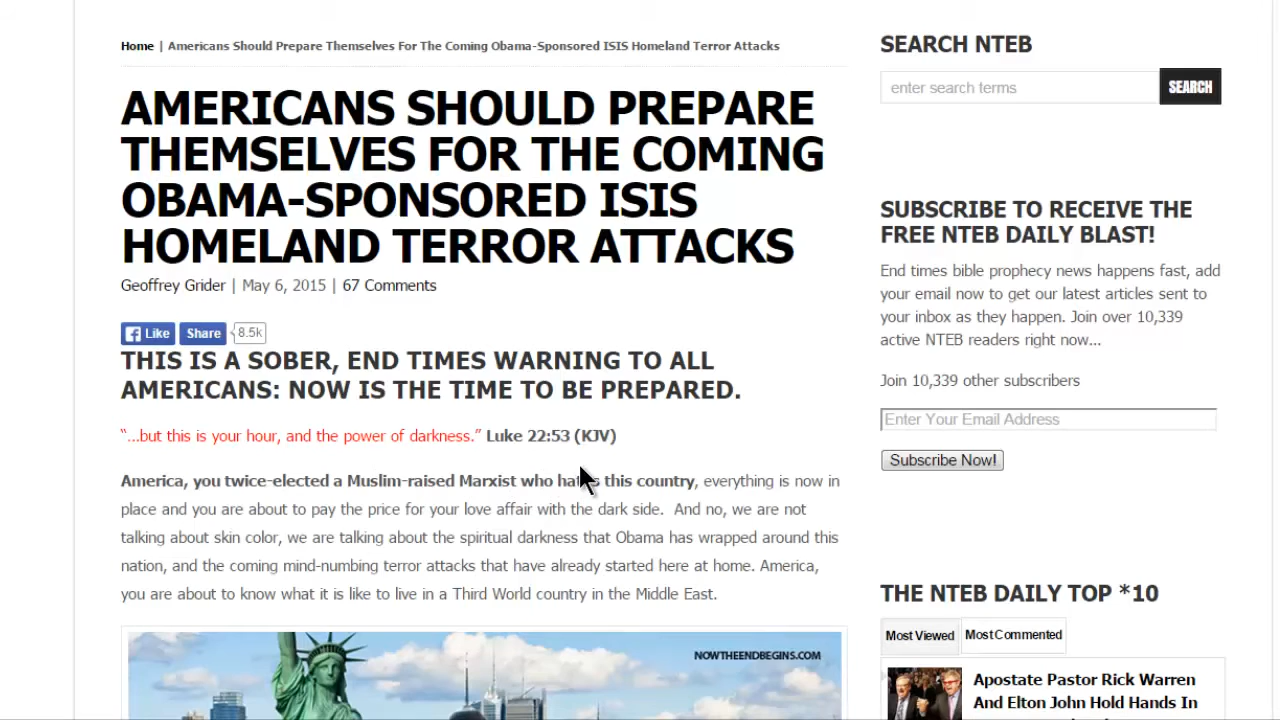 Home | Americans Should Prepare Themselves For The Coming Obama-Sponsored ISIS Homeland Terror Attacks
AMERICANS SHOULD PREPARE
THEMSELVES FOR THE COMING
OBAMA-SPONSORED ISIS
HOMELAND TERROR ATTACKS
Geoffrey Grider | May 6, 2015 | 67 Comments
Like Share 8.5k
THIS IS A SOBER, END TIMES WARNING TO ALL
AMERICANS: NOW IS THE TIME TO BE PREPARED.
“…but this is your hour, and the power of darkness.” Luke 22:53 (KJV)
America, you twice-elected a Muslim-raised Marxist who hates this country, everything is now in
place and you are about to pay the price for your love affair with the dark side. And no, we are not
talking about skin color, we are talking about the spiritual darkness that Obama has wrapped around this
nation, and the coming mind-numbing terror attacks that have already started here at home. America,
you are about to know what it is like to live in a Third World country in the Middle East.
NOWTHEENDBEGINS.COM
SEARCH NTEB
enter search terms SEARCH
SUBSCRIBE TO RECEIVE THE
FREE NTEB DAILY BLAST!
End times bible prophecy news happens fast, add
your email now to get our latest articles sent to
your inbox as they happen. Join over 10,339
active NTEB readers right now...
Join 10,339 other subscribers
Enter Your Email Address
Subscribe Now!
THE NTEB DAILY TOP *10
Most Viewed Most Commented
Apostate Pastor Rick Warren
And Elton John Hold Hands In